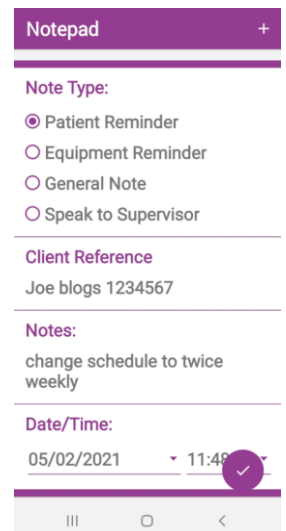 Notepad +
Note Type:
Patient Reminder
Equipment Reminder
General Note
Speak to Supervisor
Client Reference
Joe blogs 1234567
Notes:
change schedule to twice
weekly
Date/Time:
05/02/2021 11:48